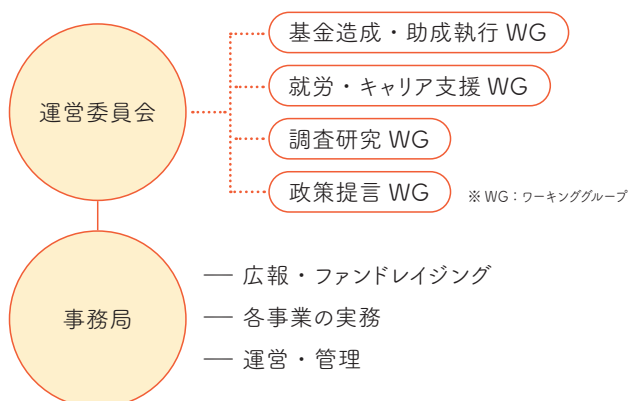 基金造成・助成執行 WG
就労・キャリア支援 WG
運営委員会
調査研究 WG
政策提言 WG
※ WG：ワーキンググループ
事務局
― 広報・ファンドレイジング
― 各事業の実務
― 運営・管理